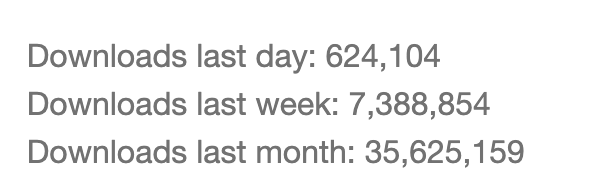 Downloads last day: 624,104
Downloads last week: 7,388,854
Downloads last month: 35,625,159